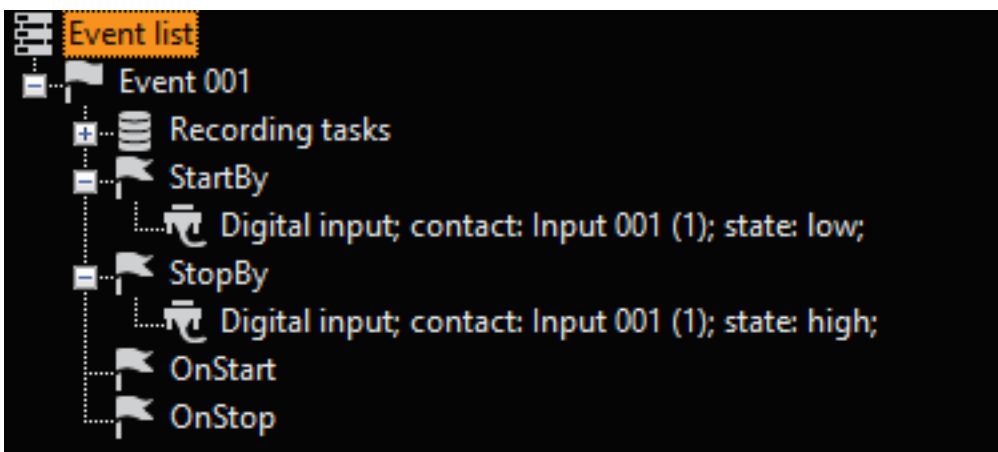 Event list
Event 001
Recording tasks
StartBy
Digital input; contact: Input 001 (1); state: low;
StopBy
Digital input; contact: Input 001 (1); state: high;
OnStart
OnStop